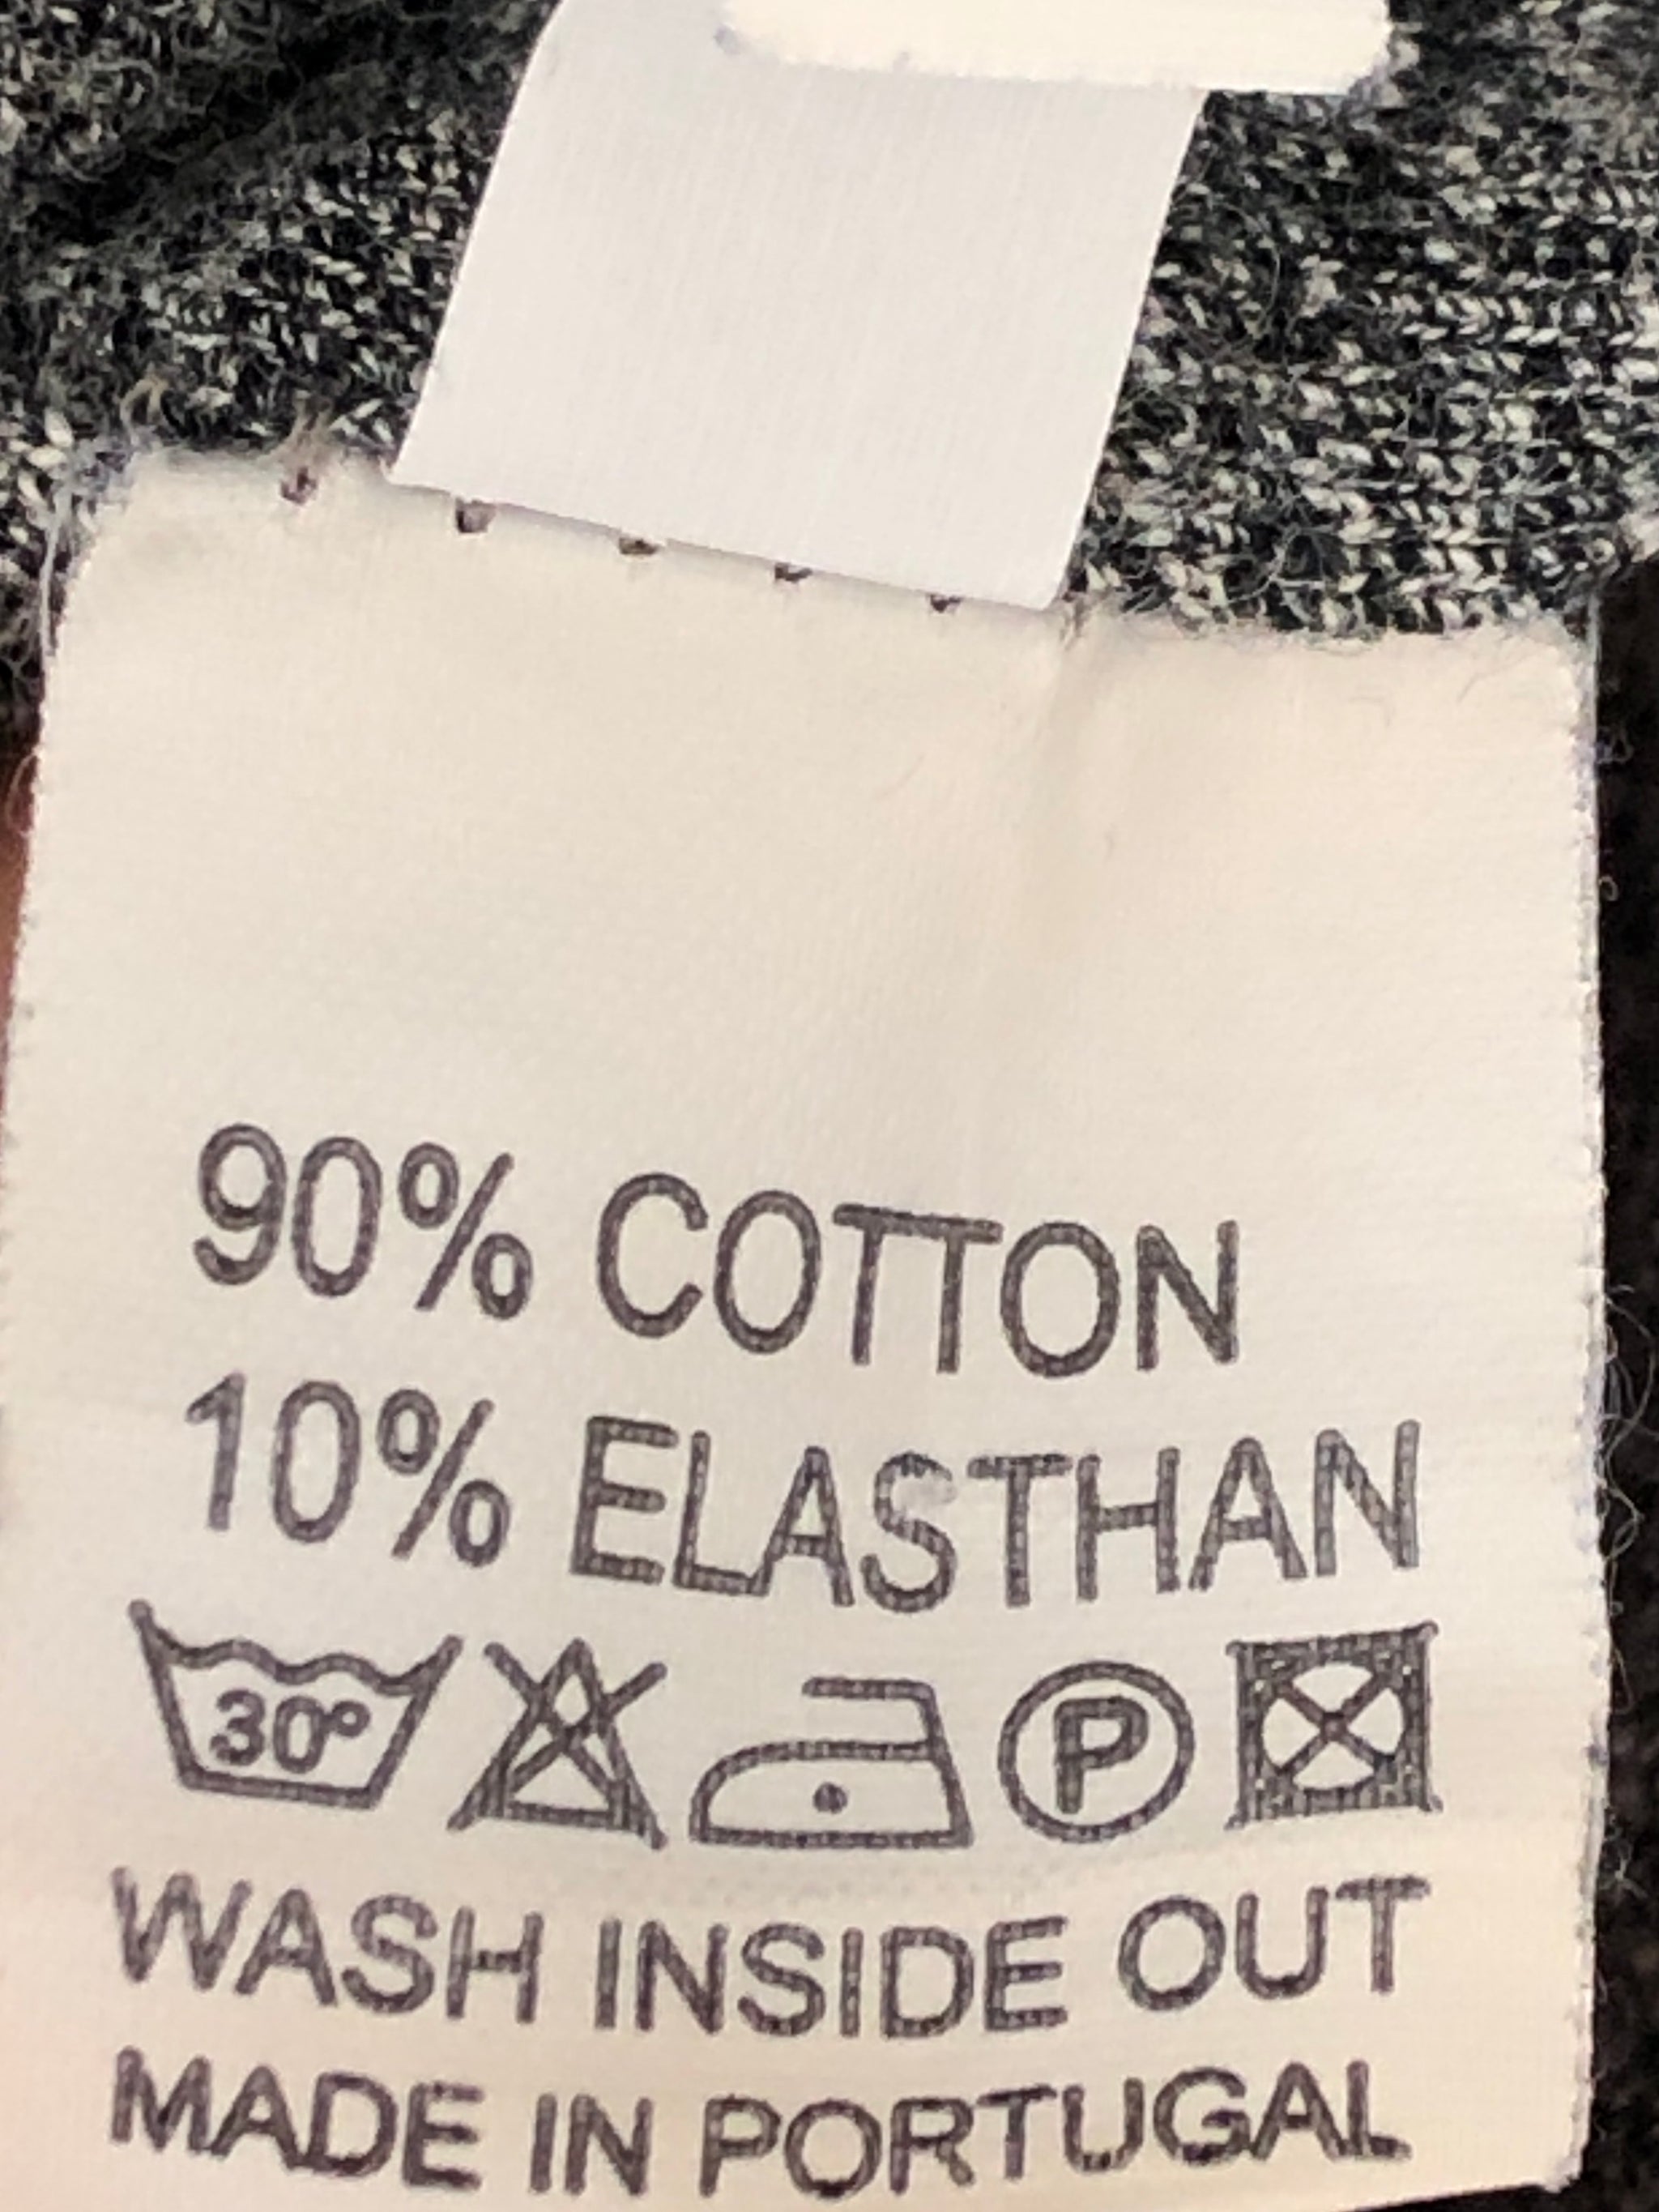 90% COTTON
10% ELASTHAN
30° P
WASH INSIDE OUT
MADE IN PORTUGAL